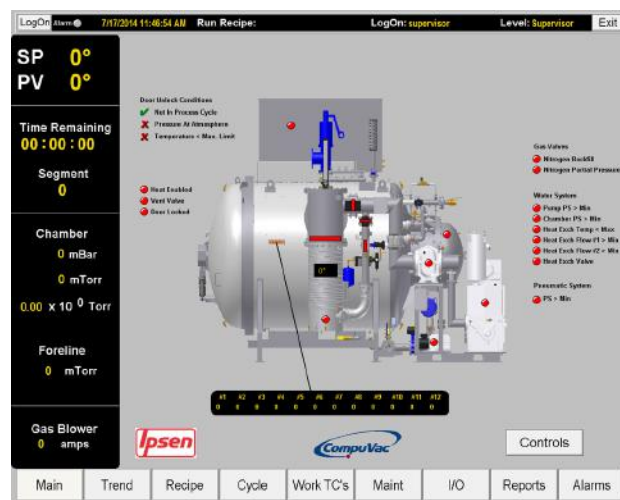 LogOn Alarm 7/17/2014 11:46:54 AM Run Recipe: LogOn: supervisor Level: Supervisor Exit
SP 0°
PV 0°
Time Remaining
00:00:00
Segment
0
Chamber
0 mBar
0 mTorr
0.00 x 10 0 Torr
Foreline
0 mTorr
Gas Blower
0 amps
Door Unlock Conditions
Not In Process Cycle
Pressure At Atmosphere
Temperature < Max. Limit
Heat Enabled
Vent Valve
Door Locked
0°
Gas Valves
Nitrogen Backfill
Nitrogen Partial Pressure
Water System
Pump PS > Min
Chamber PS > Min
Heat Exch Temp < Max
Heat Exch Flow #1 > Min
Heat Exch Flow #2 > Min
Heat Exch Valve
Pneumatic System
PS > Min
#1 #2 #3 #4 #5 #6 #7 #8 #9 #10 #11 #12
0 0 0 0 0 0 0 0 0 0 0 0
Ipsen
CompuVac
Controls
Main Trend Recipe Cycle Work TC's Maint I/O Reports Alarms